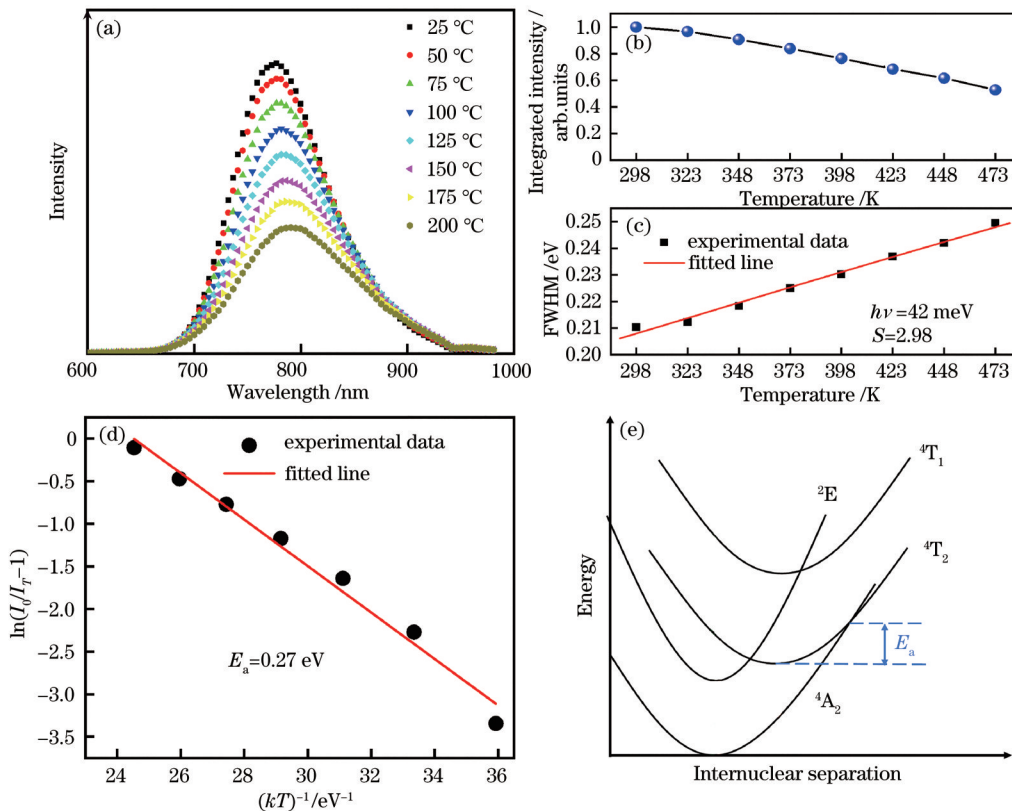 (a)
25 °C
50 °C
75 °C
100 °C
125 °C
150 °C
175 °C
200 °C
Intensity
600 700 800 900 1000
Wavelength /nm
(b)
Integrated intensity /
arb.units
1.0
0.8
0.6
0.4
0.2
0
298 323 348 373 398 423 448 473
Temperature /K
(c)
FWHM /eV
0.25
0.24
0.23
0.22
0.21
0.20
experimental data
fitted line
hν=42 meV
S=2.98
298 323 348 373 398 423 448 473
Temperature /K
(d)
ln(I₀/I_T−1)
0
−0.5
−1.0
−1.5
−2.0
−2.5
−3.0
−3.5
experimental data
fitted line
Eₐ=0.27 eV
24 26 28 30 32 34 36
(kT)⁻¹/eV⁻¹
(e)
Energy
⁴T₁
²E
⁴T₂
Eₐ
⁴A₂
Internuclear separation